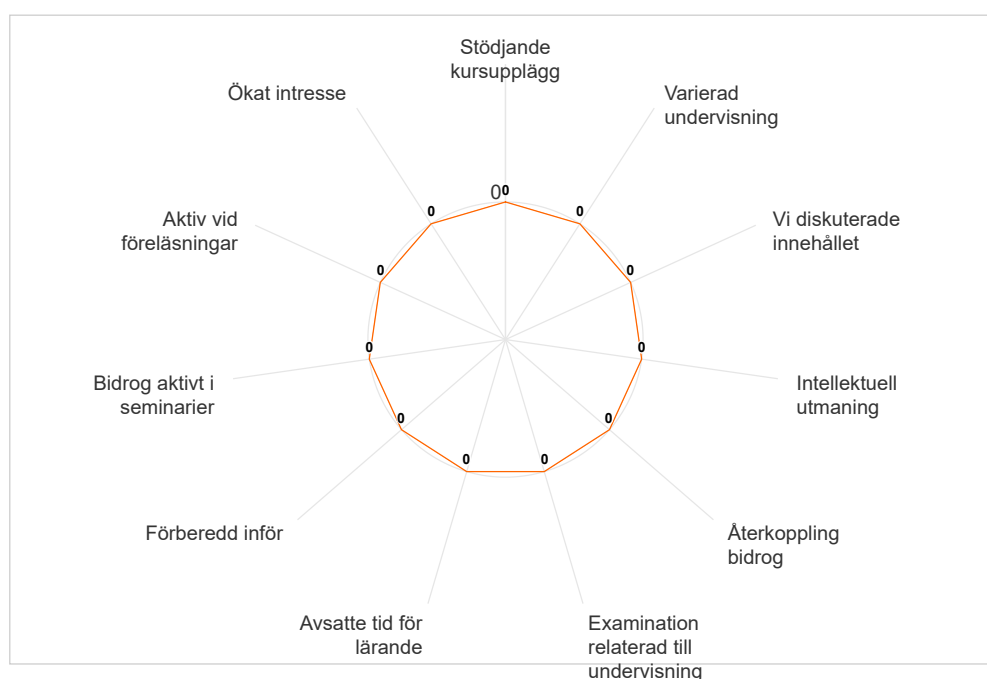 Stödjande
kursupplägg
Ökat intresse
Varierad
undervisning
0
0
0
0
Aktiv vid
föreläsningar
Vi diskuterade
innehållet
0
0
0
0
Bidrog aktivt i
seminarier
Intellektuell
utmaning
0
0
0
0
Förberedd inför
Återkoppling
bidrog
Avsatte tid för
lärande
Examination
relaterad till
undervisning